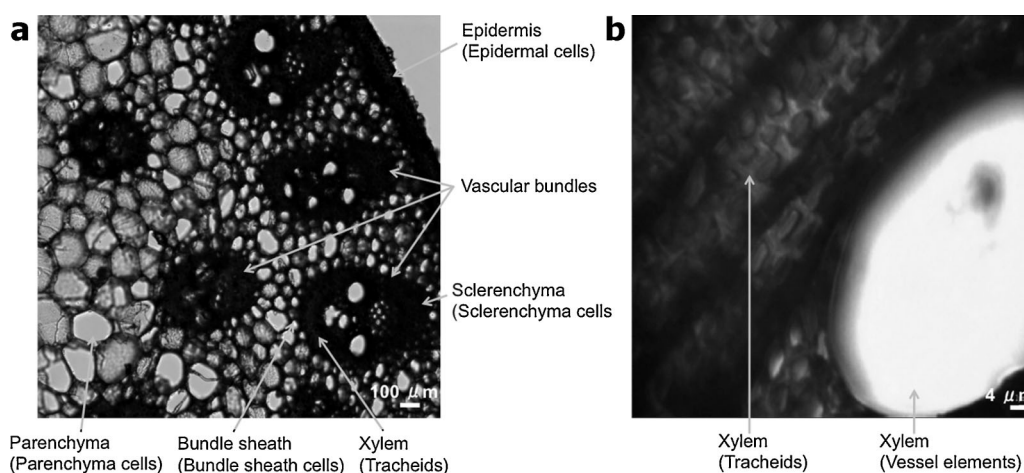 a
Epidermis
(Epidermal cells)
Vascular bundles
Sclerenchyma
(Sclerenchyma cells
100 μm
Parenchyma
(Parenchyma cells)
Bundle sheath
(Bundle sheath cells)
Xylem
(Tracheids)
b
4 μm
Xylem
(Tracheids)
Xylem
(Vessel elements)